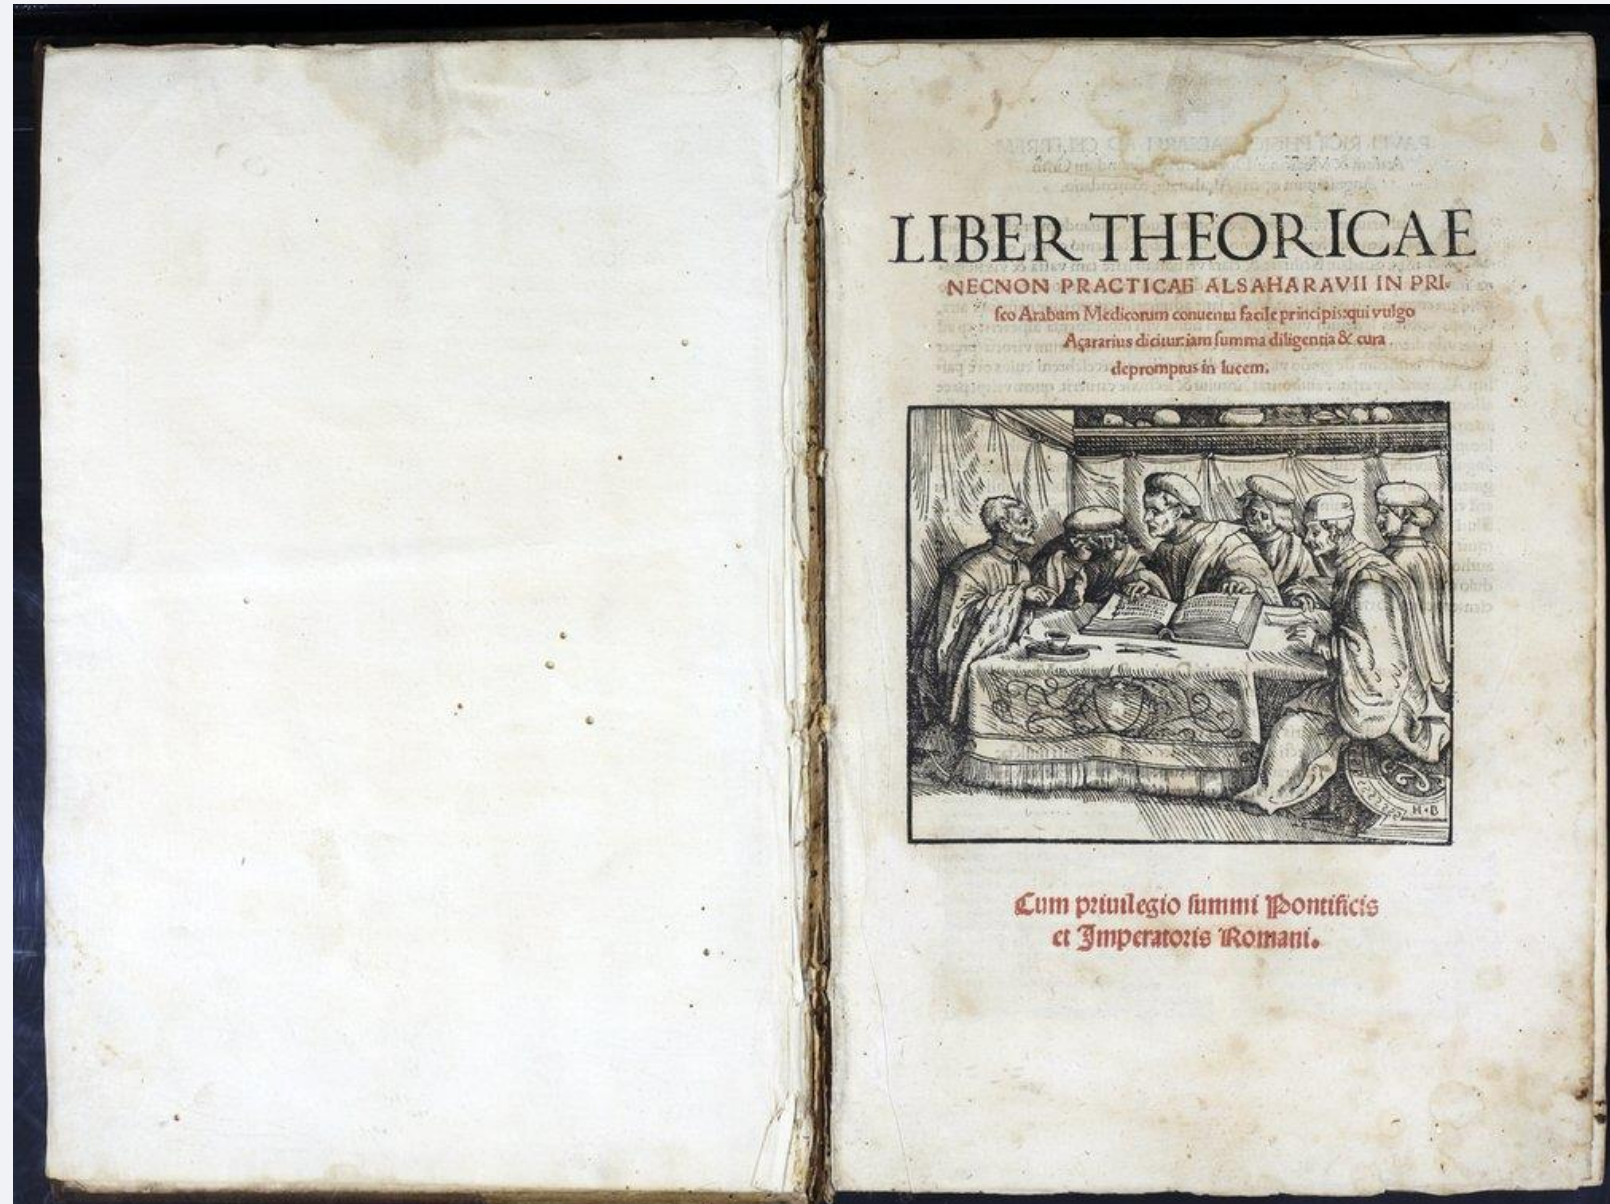 LIBER THEORICAE
NECNON PRACTICAE ALSAHARAVII IN PRI-
ſco Arabum Medicorum conuentu facile principis:qui vulgo
Açararius dicitur:iam ſumma diligentia & cura
depromptus in lucem.
H·B
Cum priuilegio ſummi Pontificis
et Imperatoris Romani.